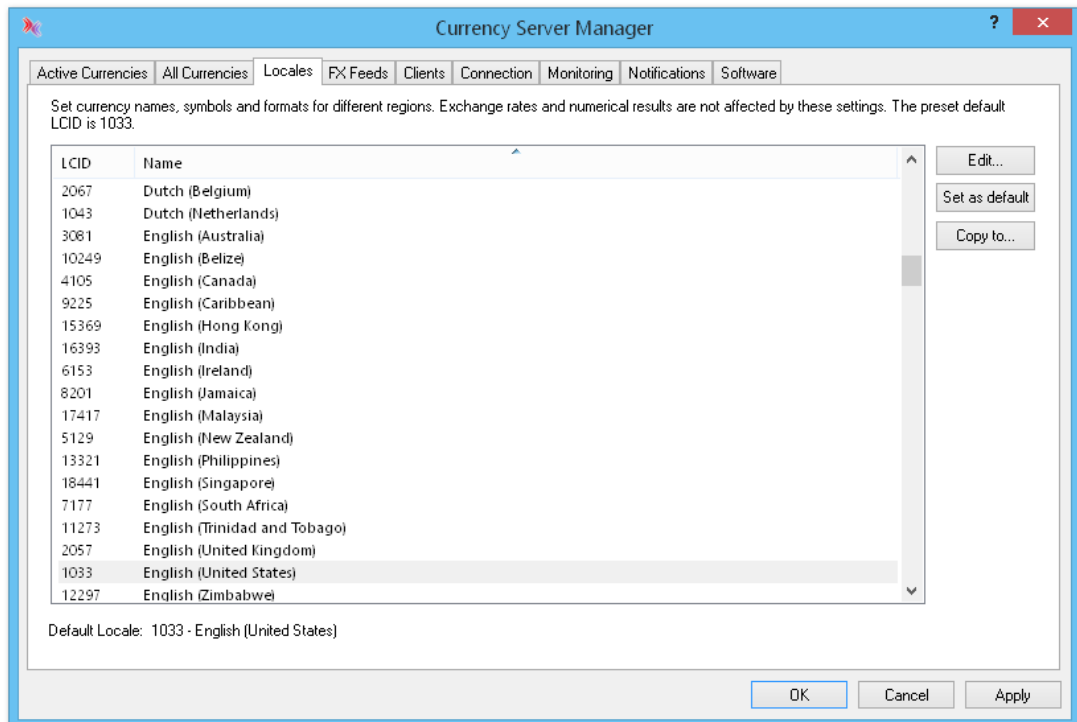 Currency Server Manager
?
Active Currencies All Currencies Locales FX Feeds Clients Connection Monitoring Notifications Software
Set currency names, symbols and formats for different regions. Exchange rates and numerical results are not affected by these settings. The preset default
LCID is 1033.
LCID Name
2067 Dutch (Belgium)
1043 Dutch (Netherlands)
3081 English (Australia)
10249 English (Belize)
4105 English (Canada)
9225 English (Caribbean)
15369 English (Hong Kong)
16393 English (India)
6153 English (Ireland)
8201 English (Jamaica)
17417 English (Malaysia)
5129 English (New Zealand)
13321 English (Philippines)
18441 English (Singapore)
7177 English (South Africa)
11273 English (Trinidad and Tobago)
2057 English (United Kingdom)
1033 English (United States)
12297 English (Zimbabwe)
Edit...
Set as default
Copy to...
Default Locale: 1033 - English (United States)
OK Cancel Apply